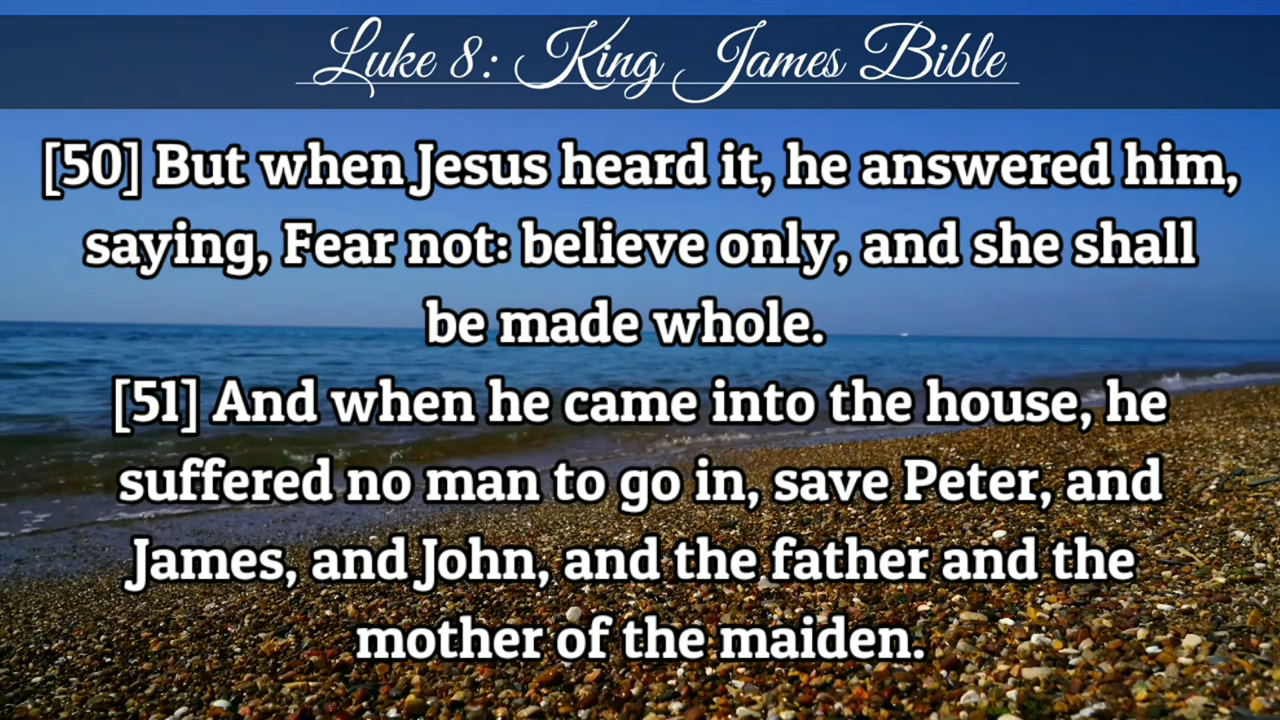 Luke 8: King James Bible
[50] But when Jesus heard it, he answered him,
saying, Fear not: believe only, and she shall
be made whole.
[51] And when he came into the house, he
suffered no man to go in, save Peter, and
James, and John, and the father and the
mother of the maiden.